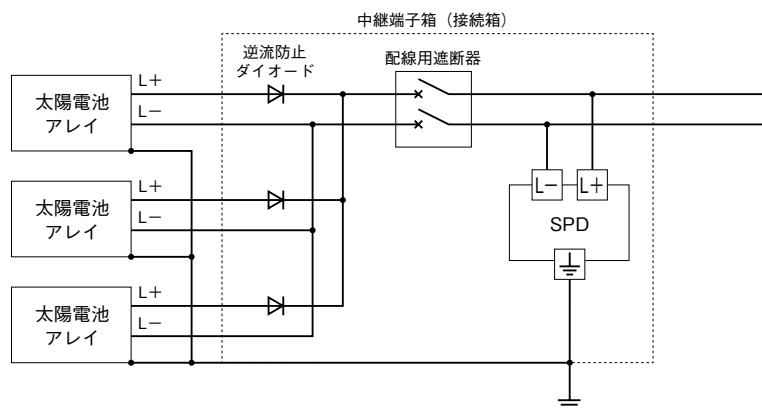 中継端子箱（接続箱）
逆流防止
ダイオード
配線用遮断器
太陽電池
アレイ
L＋
L－
太陽電池
アレイ
L＋
L－
L－
L＋
SPD
太陽電池
アレイ
L＋
L－